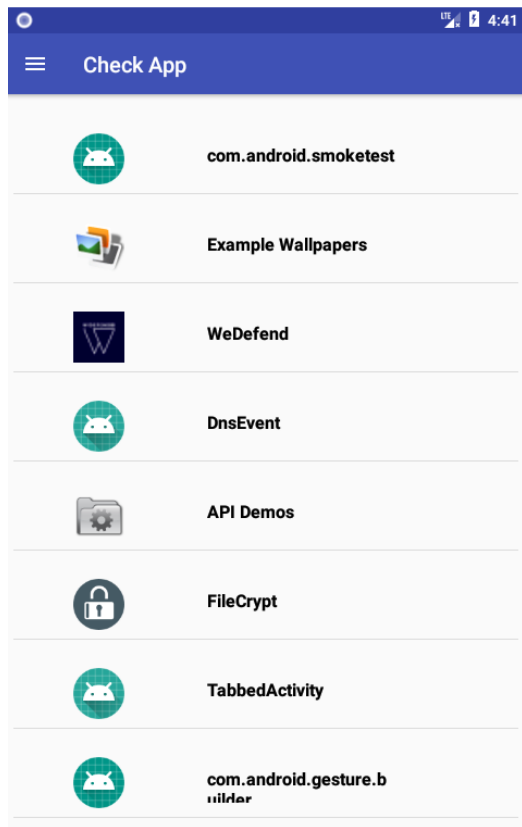 LTE 4:41
Check App
com.android.smoketest
Example Wallpapers
WeDefend
DnsEvent
API Demos
FileCrypt
TabbedActivity
com.android.gesture.b
uilder